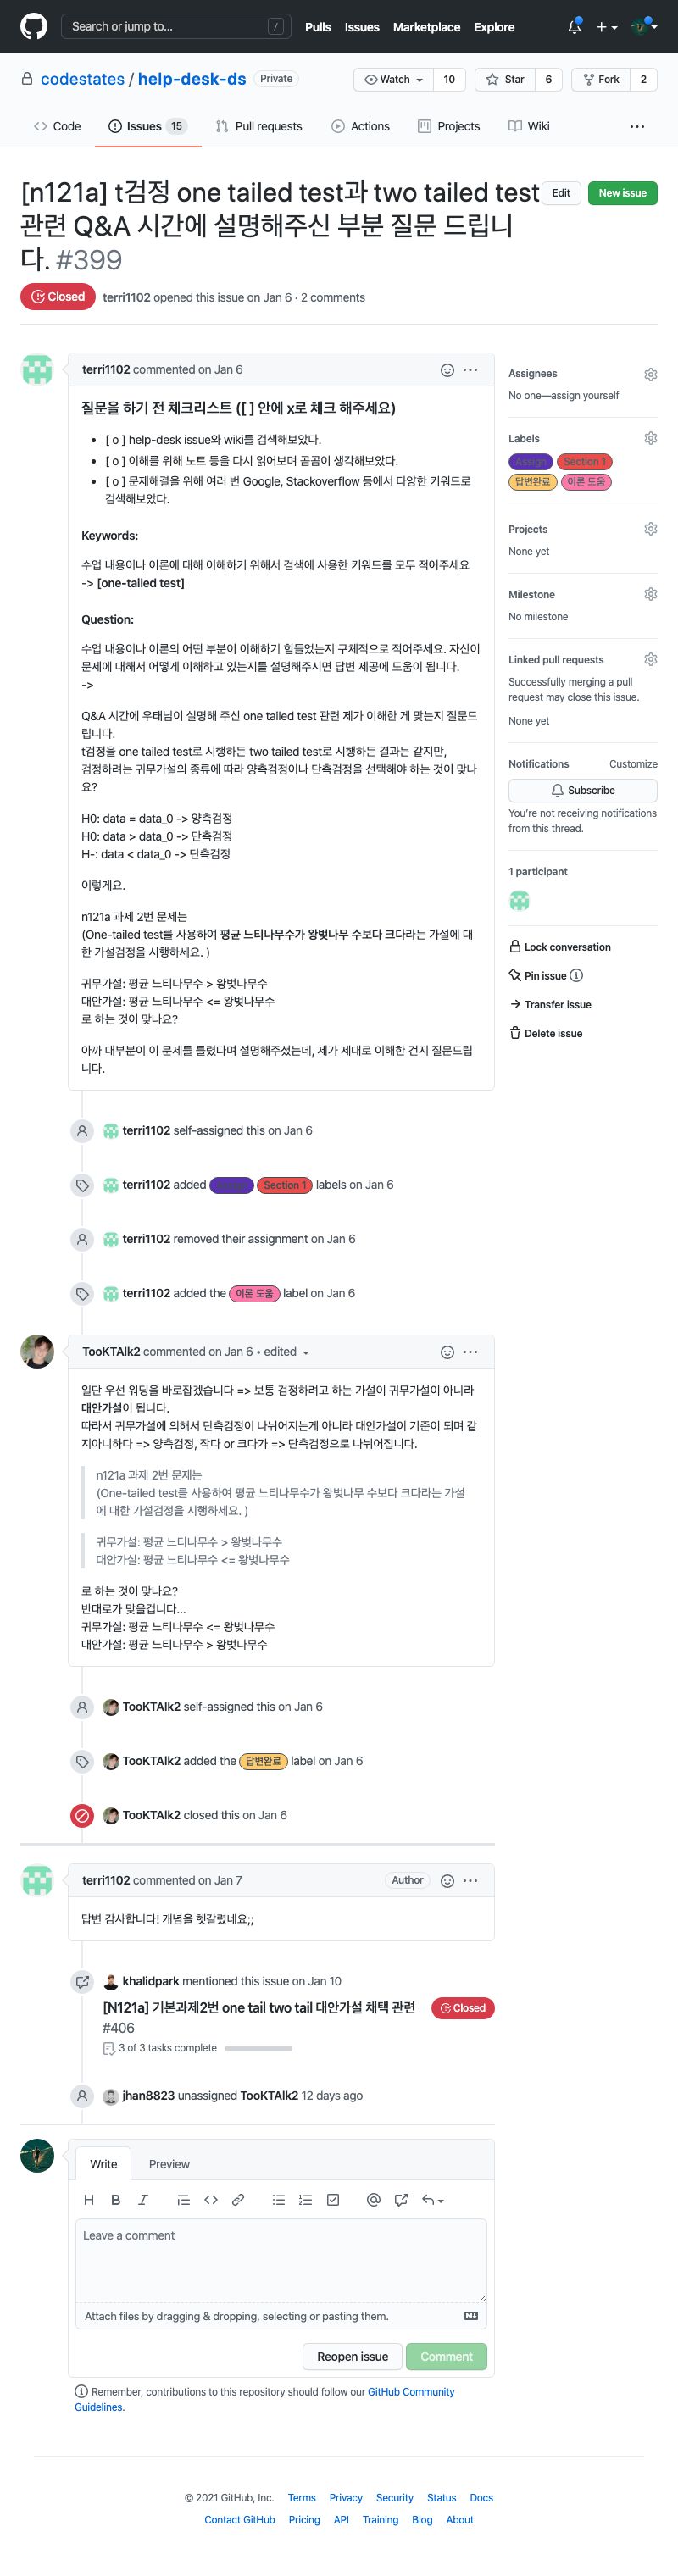 Search or jump to... /
Pulls Issues Marketplace Explore
codestates / help-desk-ds Private
Watch 10 Star 6 Fork 2
Code Issues 15 Pull requests Actions Projects Wiki
[n121a] t검정 one tailed test과 two tailed test
관련 Q&A 시간에 설명해주신 부분 질문 드립니
다. #399
Edit New issue
Closed terri1102 opened this issue on Jan 6 · 2 comments
terri1102 commented on Jan 6
질문을 하기 전 체크리스트 ([ ] 안에 x로 체크 해주세요)
• [ o ] help-desk issue와 wiki를 검색해보았다.
• [ o ] 이해를 위해 노트 등을 다시 읽어보며 곰곰이 생각해보았다.
• [ o ] 문제해결을 위해 여러 번 Google, Stackoverflow 등에서 다양한 키워드로
검색해보았다.
Keywords:
수업 내용이나 이론에 대해 이해하기 위해서 검색에 사용한 키워드를 모두 적어주세요
-> [one-tailed test]
Question:
수업 내용이나 이론의 어떤 부분이 이해하기 힘들었는지 구체적으로 적어주세요. 자신이
문제에 대해서 어떻게 이해하고 있는지를 설명해주시면 답변 제공에 도움이 됩니다.
->
Q&A 시간에 우태님이 설명해 주신 one tailed test 관련 제가 이해한 게 맞는지 질문드
립니다.
t검정을 one tailed test로 시행하든 two tailed test로 시행하든 결과는 같지만,
검정하려는 귀무가설의 종류에 따라 양측검정이나 단측검정을 선택해야 하는 것이 맞나
요?
H0: data = data_0 -> 양측검정
H0: data > data_0 -> 단측검정
H-: data < data_0 -> 단측검정
이렇게요.
n121a 과제 2번 문제는
(One-tailed test를 사용하여 평균 느티나무수가 왕벚나무 수보다 크다라는 가설에 대
한 가설검정을 시행하세요. )
귀무가설: 평균 느티나무수 > 왕벚나무수
대안가설: 평균 느티나무수 <= 왕벚나무수
로 하는 것이 맞나요?
아까 대부분이 이 문제를 틀렸다며 설명해주셨는데, 제가 제대로 이해한 건지 질문드립
니다.
Assignees
No one—assign yourself
Labels
Assign Section 1
답변완료 이론 도움
Projects
None yet
Milestone
No milestone
Linked pull requests
Successfully merging a pull
request may close this issue.
None yet
Notifications Customize
Subscribe
You're not receiving notifications
from this thread.
1 participant
Lock conversation
Pin issue
Transfer issue
Delete issue
terri1102 self-assigned this on Jan 6
terri1102 added Assign Section 1 labels on Jan 6
terri1102 removed their assignment on Jan 6
terri1102 added the 이론 도움 label on Jan 6
TooKTAlk2 commented on Jan 6 • edited
일단 우선 워딩을 바로잡겠습니다 => 보통 검정하려고 하는 가설이 귀무가설이 아니라
대안가설이 됩니다.
따라서 귀무가설에 의해서 단측검정이 나뉘어지는게 아니라 대안가설이 기준이 되며 같
지아니하다 => 양측검정, 작다 or 크다가 => 단측검정으로 나뉘어집니다.
n121a 과제 2번 문제는
(One-tailed test를 사용하여 평균 느티나무수가 왕벚나무 수보다 크다라는 가설
에 대한 가설검정을 시행하세요. )
귀무가설: 평균 느티나무수 > 왕벚나무수
대안가설: 평균 느티나무수 <= 왕벚나무수
로 하는 것이 맞나요?
반대로가 맞을겁니다...
귀무가설: 평균 느티나무수 <= 왕벚나무수
대안가설: 평균 느티나무수 > 왕벚나무수
TooKTAlk2 self-assigned this on Jan 6
TooKTAlk2 added the 답변완료 label on Jan 6
TooKTAlk2 closed this on Jan 6
terri1102 commented on Jan 7 Author
답변 감사합니다! 개념을 헷갈렸네요;;
khalidpark mentioned this issue on Jan 10
[N121a] 기본과제2번 one tail two tail 대안가설 채택 관련
#406
Closed
3 of 3 tasks complete
jhan8823 unassigned TooKTAlk2 12 days ago
Write Preview
Leave a comment
Attach files by dragging & dropping, selecting or pasting them.
Reopen issue Comment
Remember, contributions to this repository should follow our GitHub Community
Guidelines.
© 2021 GitHub, Inc. Terms Privacy Security Status Docs
Contact GitHub Pricing API Training Blog About